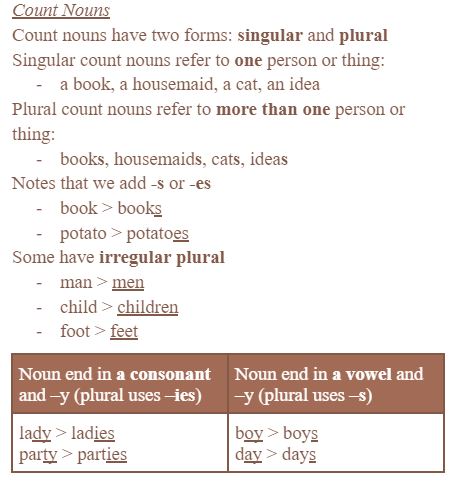 Count Nouns
Count nouns have two forms: singular and plural
Singular count nouns refer to one person or thing:
- a book, a housemaid, a cat, an idea
Plural count nouns refer to more than one person or
thing:
- books, housemaids, cats, ideas
Notes that we add -s or -es
- book > books
- potato > potatoes
Some have irregular plural
- man > men
- child > children
- foot > feet
Noun end in a consonant
and –y (plural uses –ies)
Noun end in a vowel and
–y (plural uses –s)
lady > ladies
party > parties
boy > boys
day > days